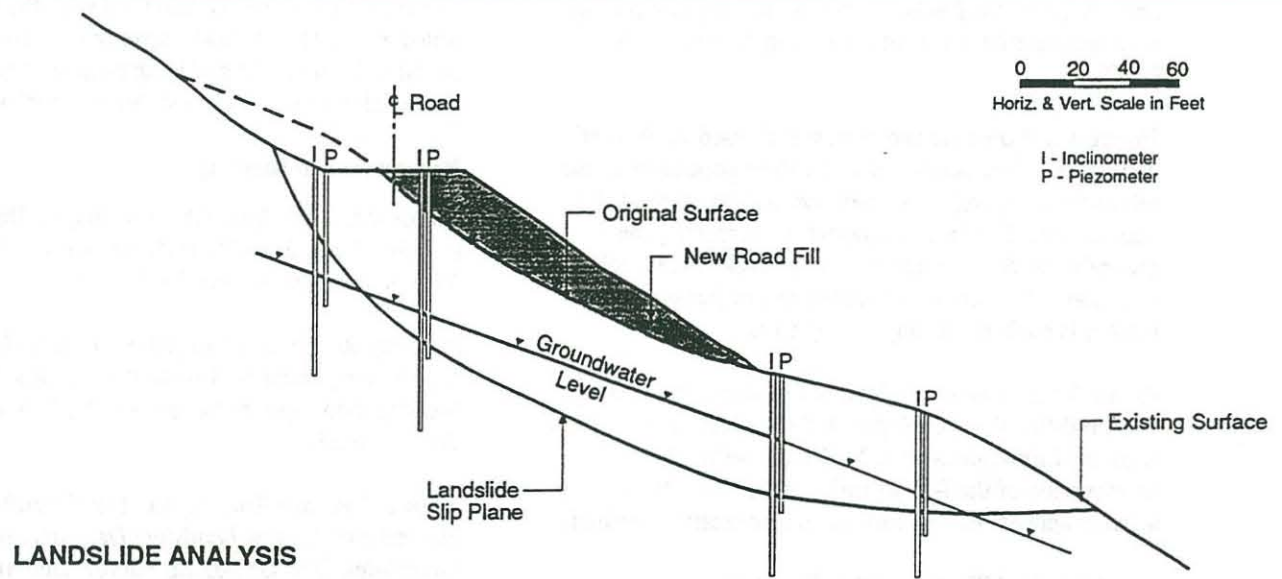 0 20 40 60
Horiz. & Vert. Scale in Feet
I - Inclinometer
P - Piezometer
℄ Road
I P
I P
Original Surface
New Road Fill
Groundwater
Level
I P
I P
Existing Surface
Landslide
Slip Plane
LANDSLIDE ANALYSIS